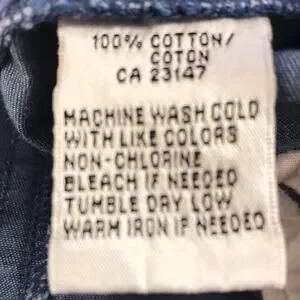 100% COTTON/
COTON
CA 23147
MACHINE WASH COLD
WITH LIKE COLORS
NON-CHLORINE
BLEACH IF NEEDED
TUMBLE DRY LOW
WARM IRON IF NEEDED